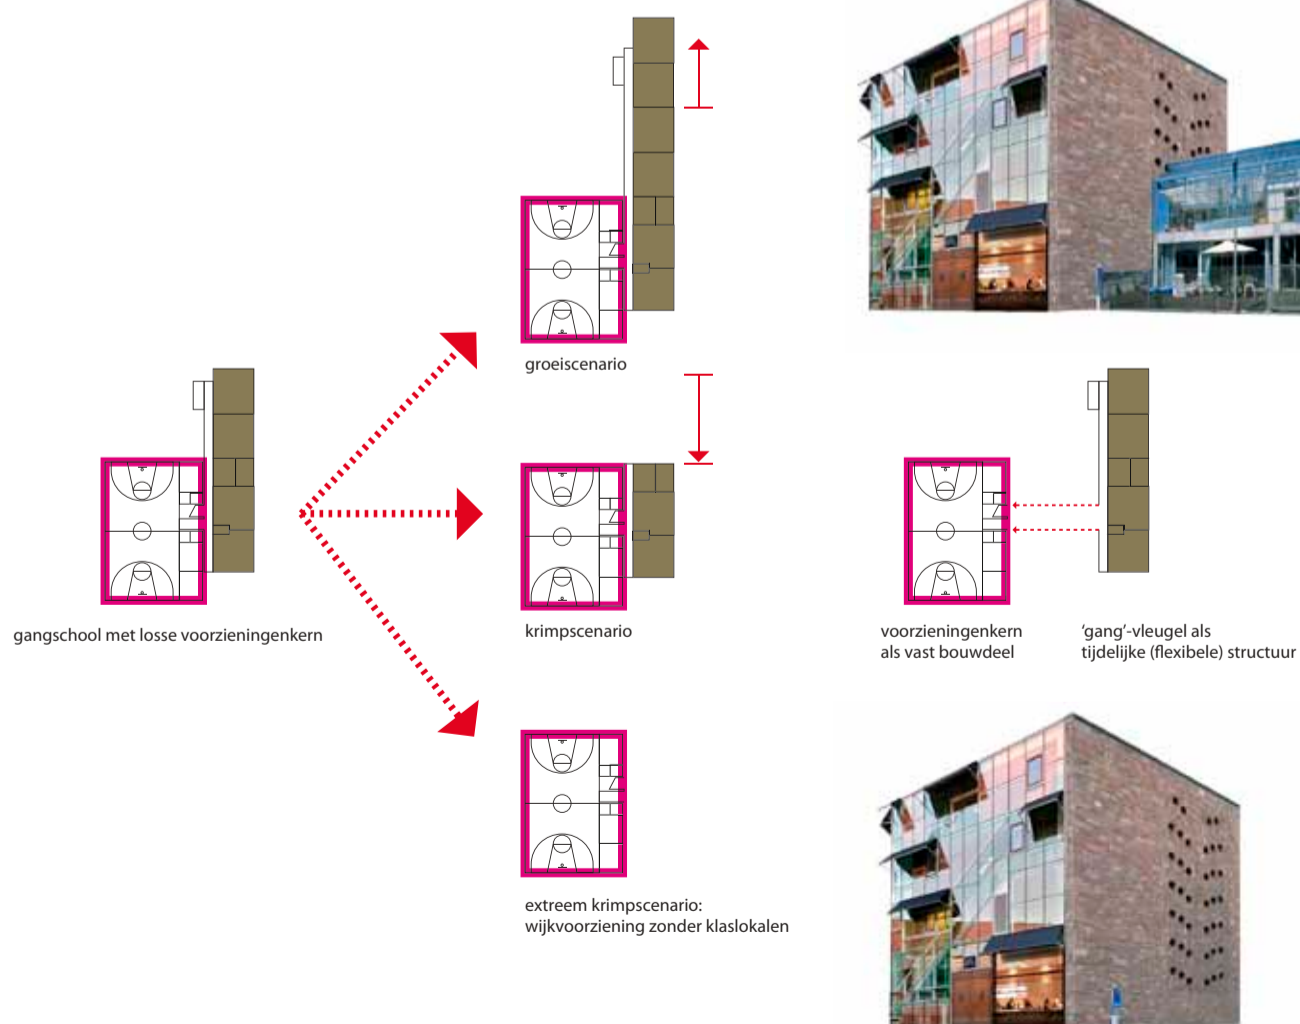 groeiscenario
gangschool met losse voorzieningenkern
krimpscenario
voorzieningenkern
als vast bouwdeel
‘gang’-vleugel als
tijdelijke (flexibele) structuur
extreem krimpscenario:
wijkvoorziening zonder klaslokalen